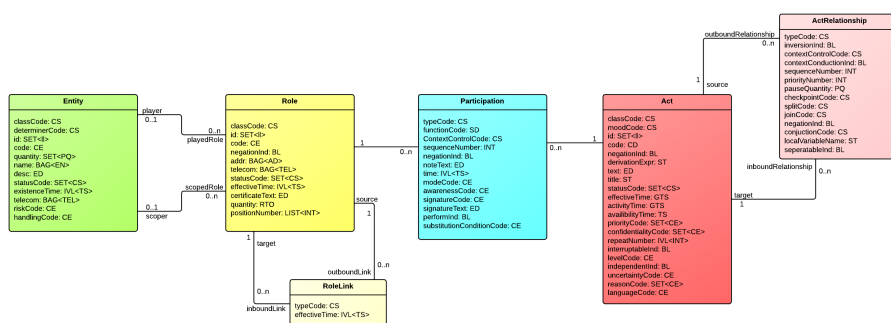 ActRelationship
typeCode: CS
inversionInd: BL
contextControlCode: CS
contextConductionInd: BL
sequenceNumber: INT
priorityNumber: INT
pauseQuantity: PQ
checkpointCode: CS
splitCode: CS
joinCode: CS
negationInd: BL
conjuctionCode: CS
localVariableName: ST
seperatableInd: BL
outboundRelationship
0..n
1
source
inboundRelationship
0..n
target
1
Entity
classCode: CS
determinerCode: CS
id: SET<II>
code: CE
quantity: SET<PQ>
name: BAG<EN>
desc: ED
statusCode: SET<CS>
existenceTime: IVL<TS>
telecom: BAG<TEL>
riskCode: CE
handlingCode: CE
player
0..1
0..n
playedRole
scopedRole
0..n
0..1
scoper
Role
classCode: CS
id: SET<II>
code: CE
negationInd: BL
addr: BAG<AD>
telecom: BAG<TEL>
statusCode: SET<CS>
effectiveTime: IVL<TS>
certificateText: ED
quantity: RTO
positionNumber: LIST<INT>
1
0..n
source
1
0..n
outboundLink
1
target
0..n
inboundLink
RoleLink
typeCode: CS
effectiveTime: IVL<TS>
Participation
typeCode: CS
functionCode: SD
ContextControlCode: CS
sequenceNumber: INT
negationInd: BL
noteText: ED
time: IVL<TS>
modeCode: CE
awarenessCode: CE
signatureCode: CE
signatureText: ED
performInd: BL
substitutionConditionCode: CE
0..n
1
Act
classCode: CS
moodCode: CS
id: SET<II>
code: CD
negationInd: BL
derivationExpr: ST
text: ED
title: ST
statusCode: SET<CS>
effectiveTime: GTS
activityTime: GTS
availibilityTime: TS
priorityCode: SET<CE>
confidentialityCode: SET<CE>
repeatNumber: IVL<INT>
interruptableInd: BL
levelCode: CE
independentInd: BL
uncertaintyCode: CE
reasonCode: SET<CE>
languageCode: CE